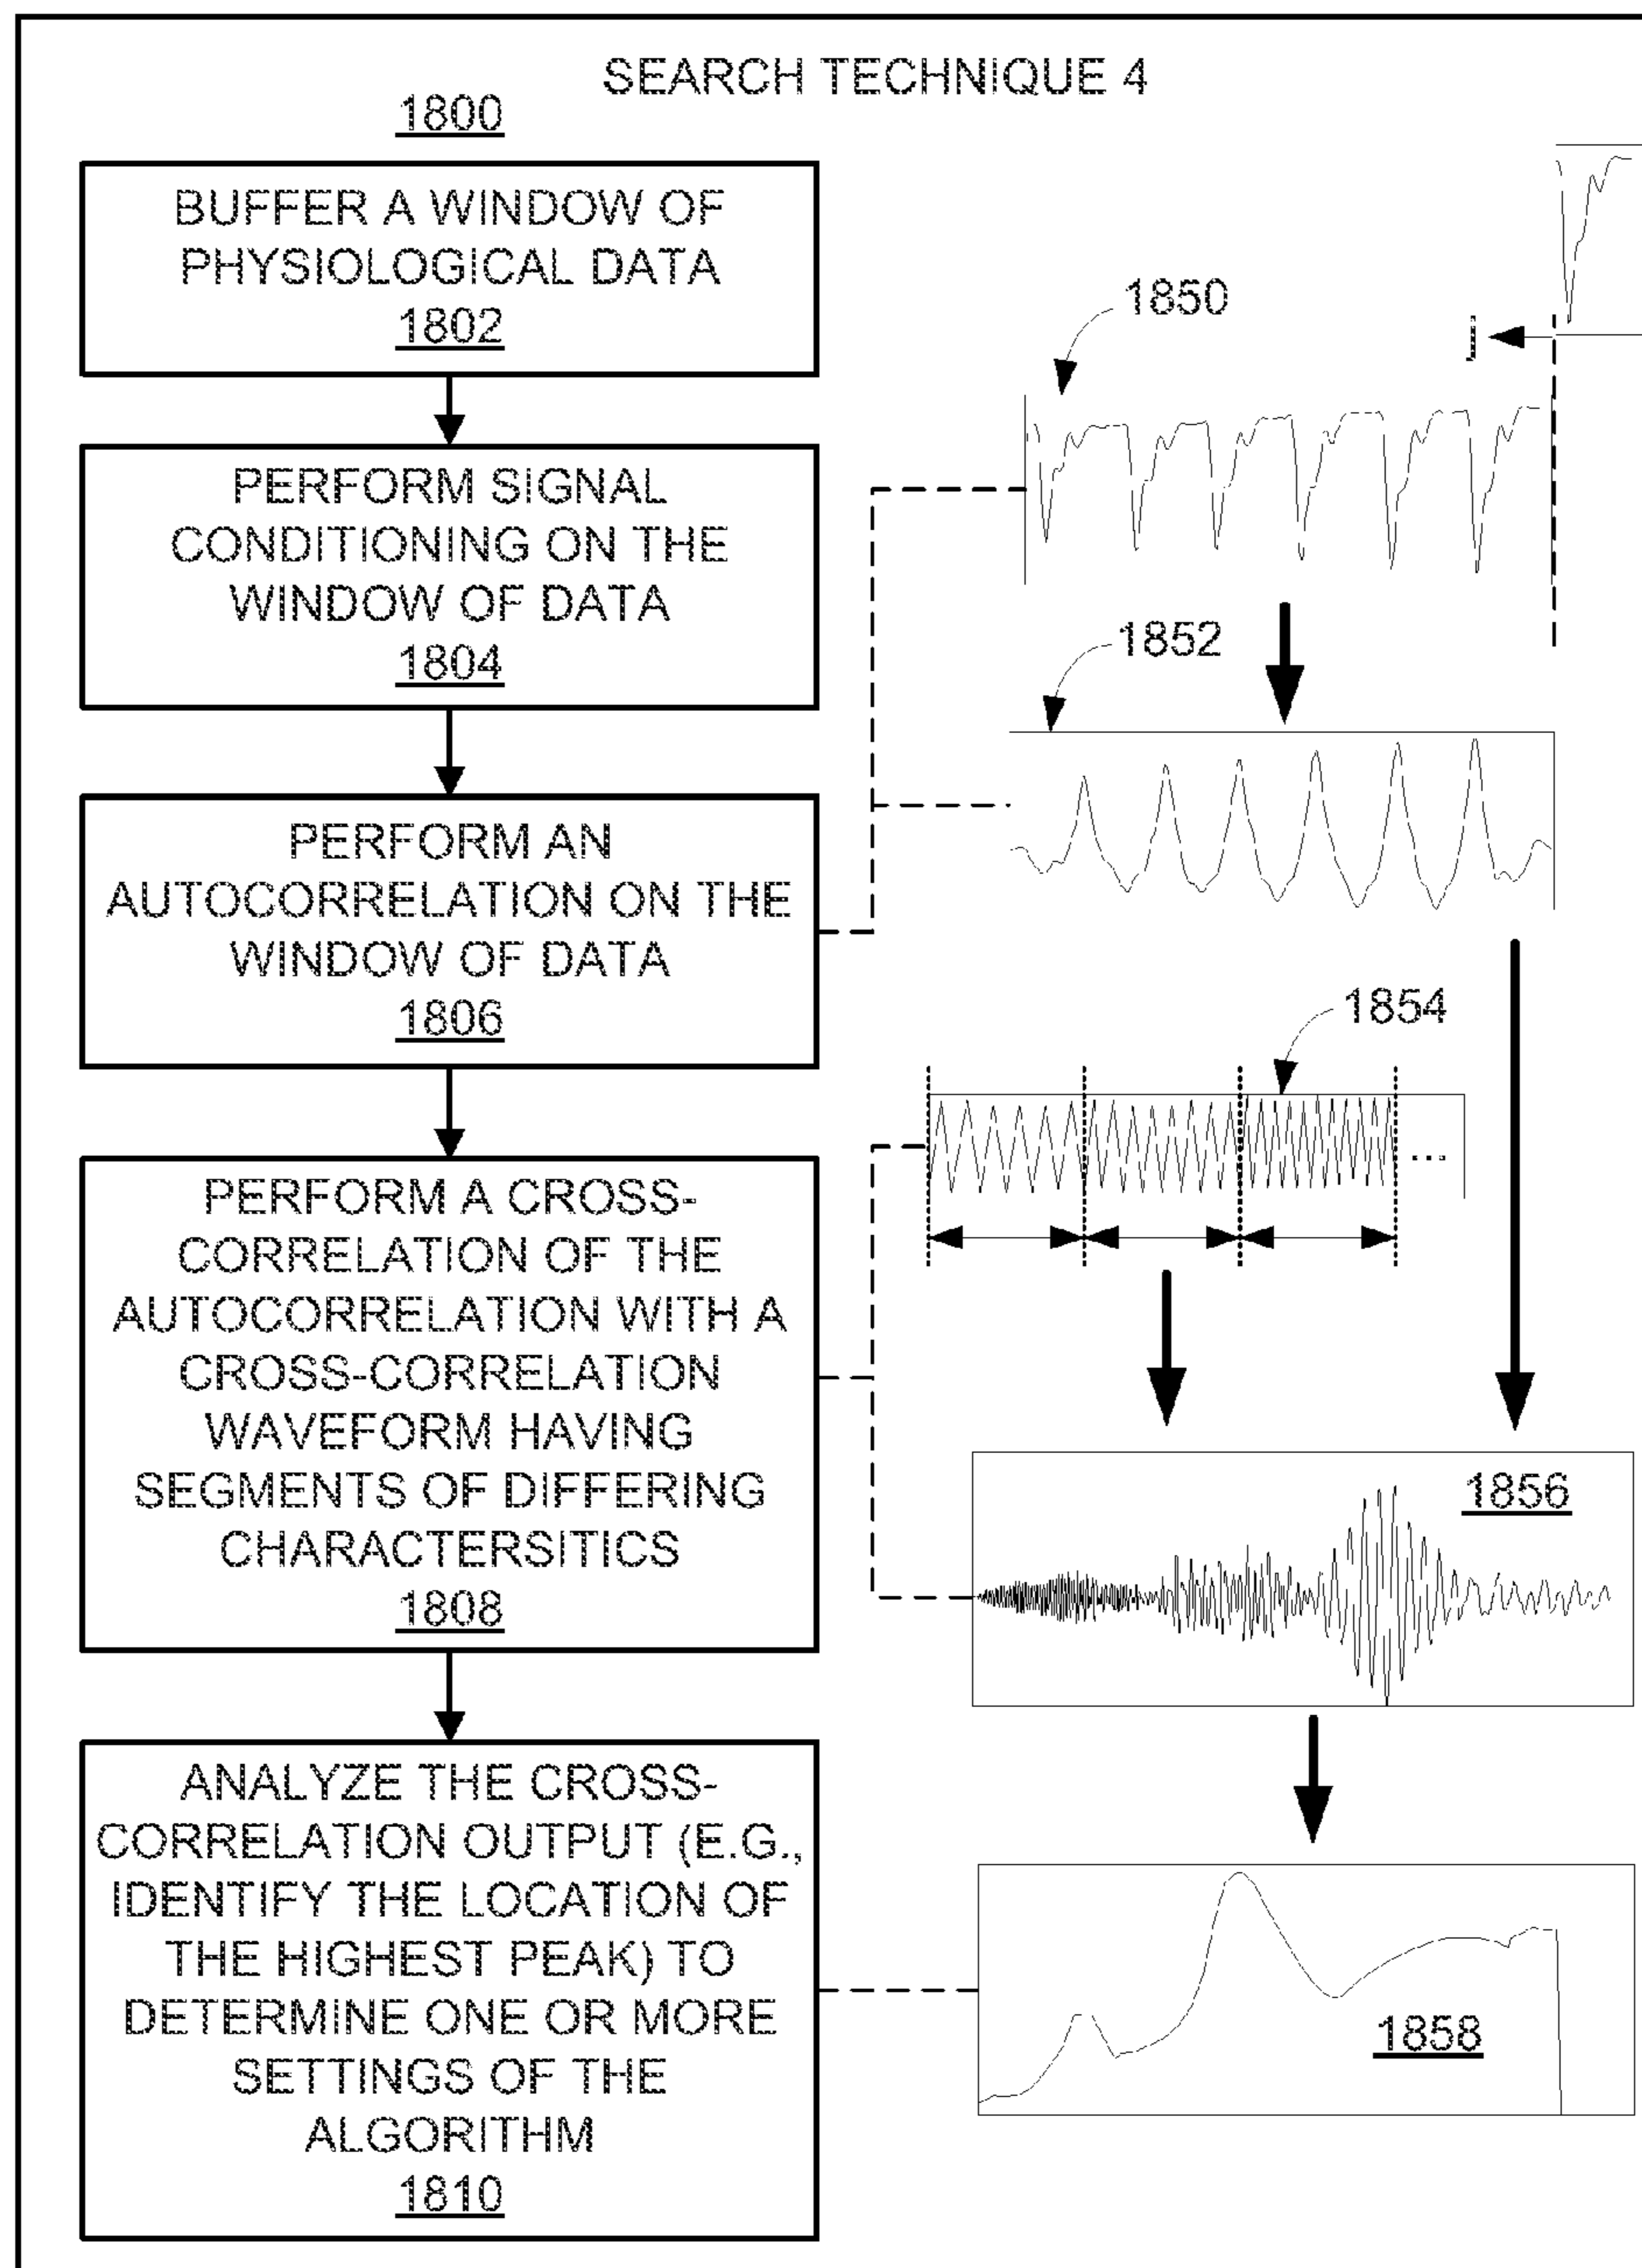 SEARCH TECHNIQUE 4
1800
BUFFER A WINDOW OF
PHYSIOLOGICAL DATA
1802
PERFORM SIGNAL
CONDITIONING ON THE
WINDOW OF DATA
1804
PERFORM AN
AUTOCORRELATION ON THE
WINDOW OF DATA
1806
PERFORM A CROSS-
CORRELATION OF THE
AUTOCORRELATION WITH A
CROSS-CORRELATION
WAVEFORM HAVING
SEGMENTS OF DIFFERING
CHARACTERSITICS
1808
ANALYZE THE CROSS-
CORRELATION OUTPUT (E.G.,
IDENTIFY THE LOCATION OF
THE HIGHEST PEAK) TO
DETERMINE ONE OR MORE
SETTINGS OF THE
ALGORITHM
1810
1850
j
1852
1854
...
1856
1858